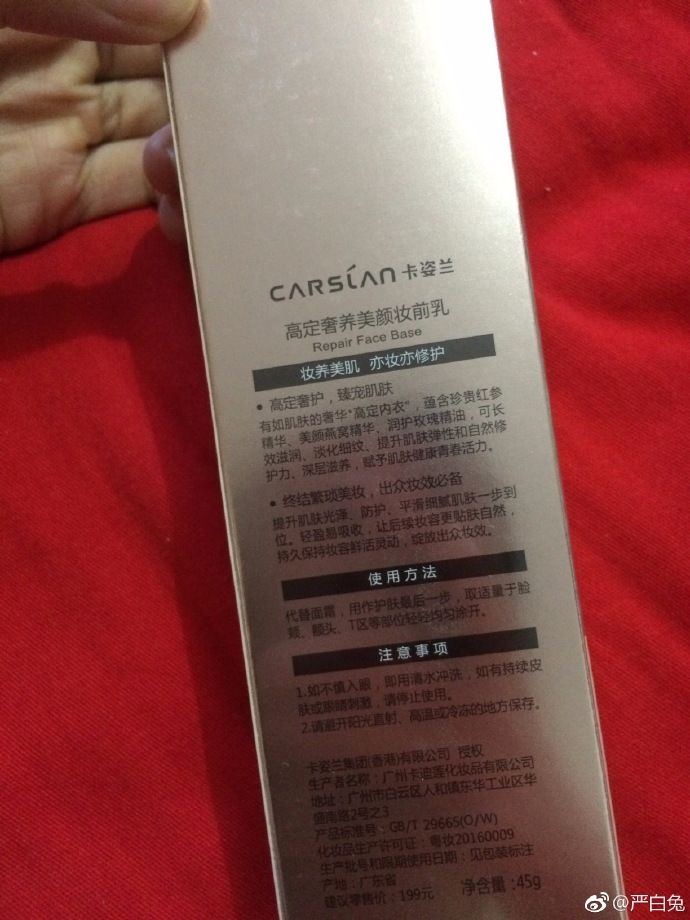 CARSLAN 卡姿兰
高定奢养美颜妆前乳
Repair Face Base
妆养美肌 亦妆亦修护
• 高定奢护，臻宠肌肤
有如肌肤的奢华"高定内衣"，蕴含珍贵红参
精华、美颜燕窝精华、润护玫瑰精油，可长
效滋润、淡化细纹、提升肌肤弹性和自然修
护力、深层滋养，赋予肌肤健康青春活力。
• 终结繁琐美妆，出众妆效必备
提升肌肤光泽、防护、平滑细腻肌肤一步到
位。轻盈易吸收，让后续妆容更贴肤自然，
持久保持妆容鲜活灵动，绽放出众妆效。
使用方法
代替面霜，用作护肤最后一步，取适量于脸
颊、额头、T区等部位轻轻均匀涂开。
注意事项
1.如不慎入眼，即用清水冲洗，如有持续皮
肤或眼睛刺激，请停止使用。
2.请避开阳光直射、高温或冷冻的地方保存。
卡姿兰集团(香港)有限公司 授权
生产者名称：广州卡迪莲化妆品有限公司
地址：广州市白云区人和镇东华工业区华
盛南路2号之3
产品标准号：GB/T 29665(O/W)
化妆品生产许可证：粤妆20160009
生产批号和限期使用日期：见包装标注
产地：广东省
建议零售价：199元 净含量:45g
@严白兔